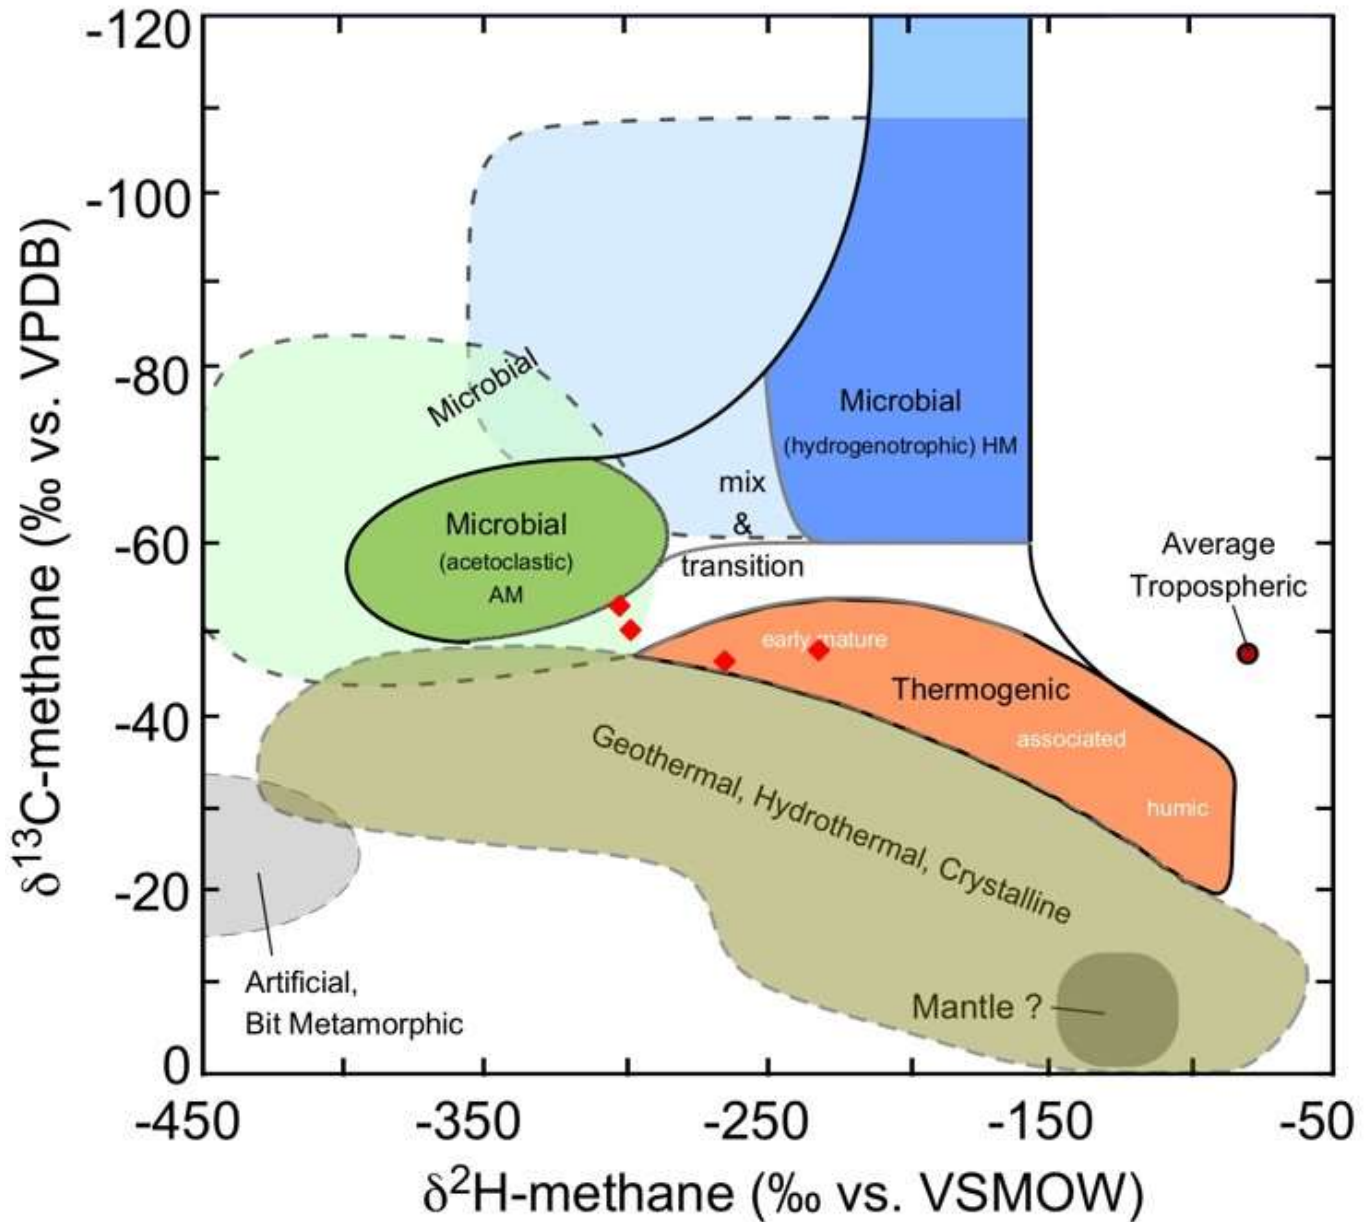 -120
-100
-80
-60
-40
-20
0
δ13C-methane (‰ vs. VPDB)
-450
-350
-250
-150
-50
δ2H-methane (‰ vs. VSMOW)
Microbial
Microbial
(hydrogenotrophic) HM
mix
&
transition
Microbial
(acetoclastic)
AM
Average
Tropospheric
early mature
Thermogenic
associated
humic
Geothermal, Hydrothermal, Crystalline
Artificial,
Bit Metamorphic
Mantle ?